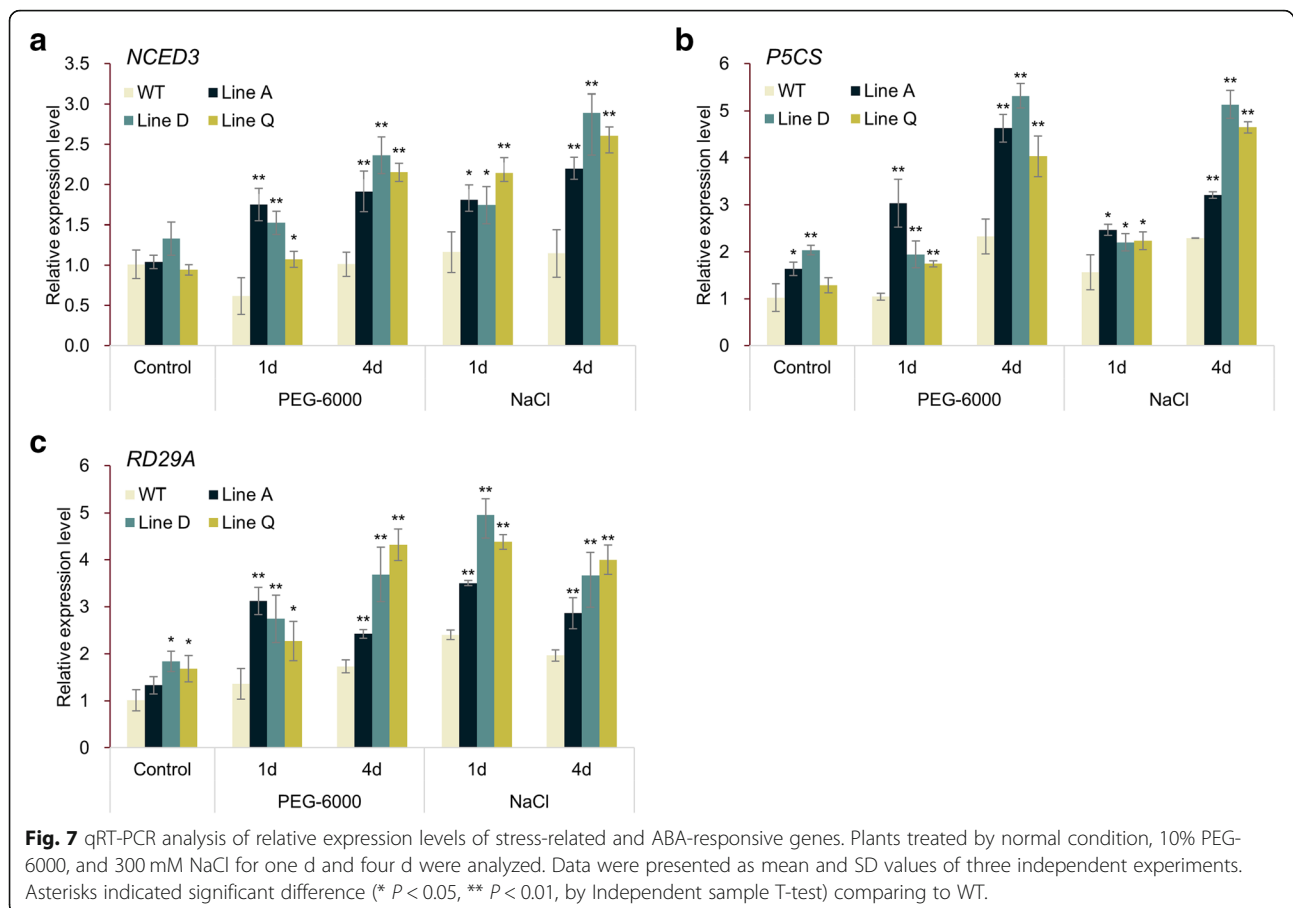 a
NCED3
WT
Line A
Line D
Line Q
Relative expression level
3.5
3.0
2.5
2.0
1.5
1.0
0.5
0.0
** ** * ** ** ** * * ** ** ** **
Control
1d
4d
1d
4d
PEG-6000
NaCl
b
P5CS
WT
Line A
Line D
Line Q
Relative expression level
6
5
4
3
2
1
0
* ** ** ** ** ** ** ** * * * ** ** **
Control
1d
4d
1d
4d
PEG-6000
NaCl
c
RD29A
WT
Line A
Line D
Line Q
Relative expression level
6
5
4
3
2
1
0
* * ** ** * ** ** ** ** ** ** ** ** **
Control
1d
4d
1d
4d
PEG-6000
NaCl
Fig. 7 qRT-PCR analysis of relative expression levels of stress-related and ABA-responsive genes. Plants treated by normal condition, 10% PEG-
6000, and 300 mM NaCl for one d and four d were analyzed. Data were presented as mean and SD values of three independent experiments.
Asterisks indicated significant difference (* P < 0.05, ** P < 0.01, by Independent sample T-test) comparing to WT.